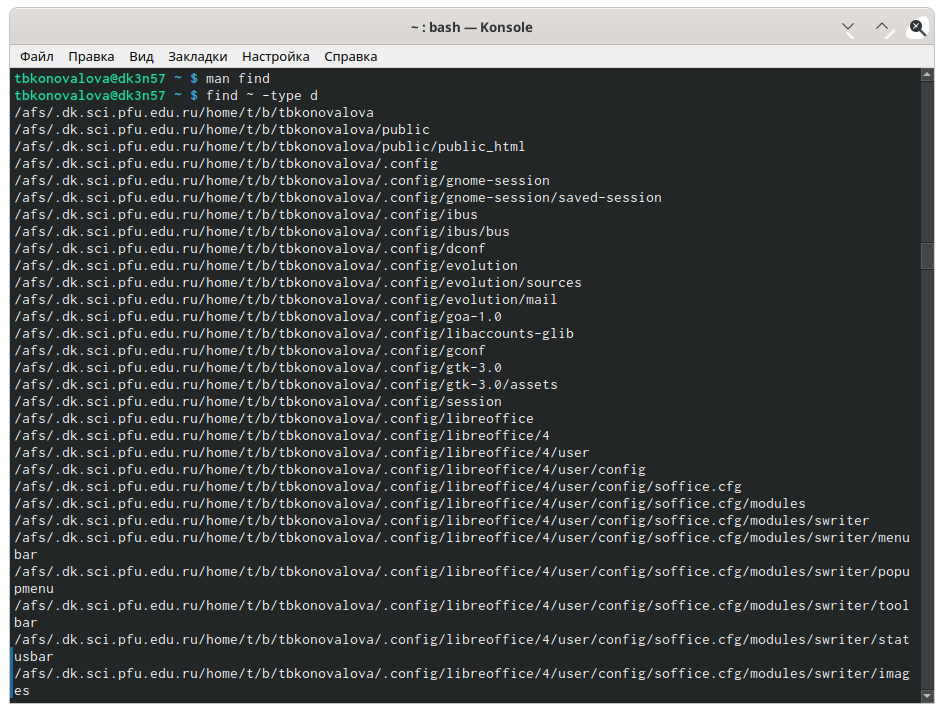 ~ : bash — Konsole
Файл Правка Вид Закладки Настройка Справка
tbkonovalova@dk3n57 ~ $ man find
tbkonovalova@dk3n57 ~ $ find ~ -type d
/afs/.dk.sci.pfu.edu.ru/home/t/b/tbkonovalova
/afs/.dk.sci.pfu.edu.ru/home/t/b/tbkonovalova/public
/afs/.dk.sci.pfu.edu.ru/home/t/b/tbkonovalova/public/public_html
/afs/.dk.sci.pfu.edu.ru/home/t/b/tbkonovalova/.config
/afs/.dk.sci.pfu.edu.ru/home/t/b/tbkonovalova/.config/gnome-session
/afs/.dk.sci.pfu.edu.ru/home/t/b/tbkonovalova/.config/gnome-session/saved-session
/afs/.dk.sci.pfu.edu.ru/home/t/b/tbkonovalova/.config/ibus
/afs/.dk.sci.pfu.edu.ru/home/t/b/tbkonovalova/.config/ibus/bus
/afs/.dk.sci.pfu.edu.ru/home/t/b/tbkonovalova/.config/dconf
/afs/.dk.sci.pfu.edu.ru/home/t/b/tbkonovalova/.config/evolution
/afs/.dk.sci.pfu.edu.ru/home/t/b/tbkonovalova/.config/evolution/sources
/afs/.dk.sci.pfu.edu.ru/home/t/b/tbkonovalova/.config/evolution/mail
/afs/.dk.sci.pfu.edu.ru/home/t/b/tbkonovalova/.config/goa-1.0
/afs/.dk.sci.pfu.edu.ru/home/t/b/tbkonovalova/.config/libaccounts-glib
/afs/.dk.sci.pfu.edu.ru/home/t/b/tbkonovalova/.config/gconf
/afs/.dk.sci.pfu.edu.ru/home/t/b/tbkonovalova/.config/gtk-3.0
/afs/.dk.sci.pfu.edu.ru/home/t/b/tbkonovalova/.config/gtk-3.0/assets
/afs/.dk.sci.pfu.edu.ru/home/t/b/tbkonovalova/.config/session
/afs/.dk.sci.pfu.edu.ru/home/t/b/tbkonovalova/.config/libreoffice
/afs/.dk.sci.pfu.edu.ru/home/t/b/tbkonovalova/.config/libreoffice/4
/afs/.dk.sci.pfu.edu.ru/home/t/b/tbkonovalova/.config/libreoffice/4/user
/afs/.dk.sci.pfu.edu.ru/home/t/b/tbkonovalova/.config/libreoffice/4/user/config
/afs/.dk.sci.pfu.edu.ru/home/t/b/tbkonovalova/.config/libreoffice/4/user/config/soffice.cfg
/afs/.dk.sci.pfu.edu.ru/home/t/b/tbkonovalova/.config/libreoffice/4/user/config/soffice.cfg/modules
/afs/.dk.sci.pfu.edu.ru/home/t/b/tbkonovalova/.config/libreoffice/4/user/config/soffice.cfg/modules/swriter
/afs/.dk.sci.pfu.edu.ru/home/t/b/tbkonovalova/.config/libreoffice/4/user/config/soffice.cfg/modules/swriter/menu
bar
/afs/.dk.sci.pfu.edu.ru/home/t/b/tbkonovalova/.config/libreoffice/4/user/config/soffice.cfg/modules/swriter/popu
pmenu
/afs/.dk.sci.pfu.edu.ru/home/t/b/tbkonovalova/.config/libreoffice/4/user/config/soffice.cfg/modules/swriter/tool
bar
/afs/.dk.sci.pfu.edu.ru/home/t/b/tbkonovalova/.config/libreoffice/4/user/config/soffice.cfg/modules/swriter/stat
usbar
/afs/.dk.sci.pfu.edu.ru/home/t/b/tbkonovalova/.config/libreoffice/4/user/config/soffice.cfg/modules/swriter/imag
es